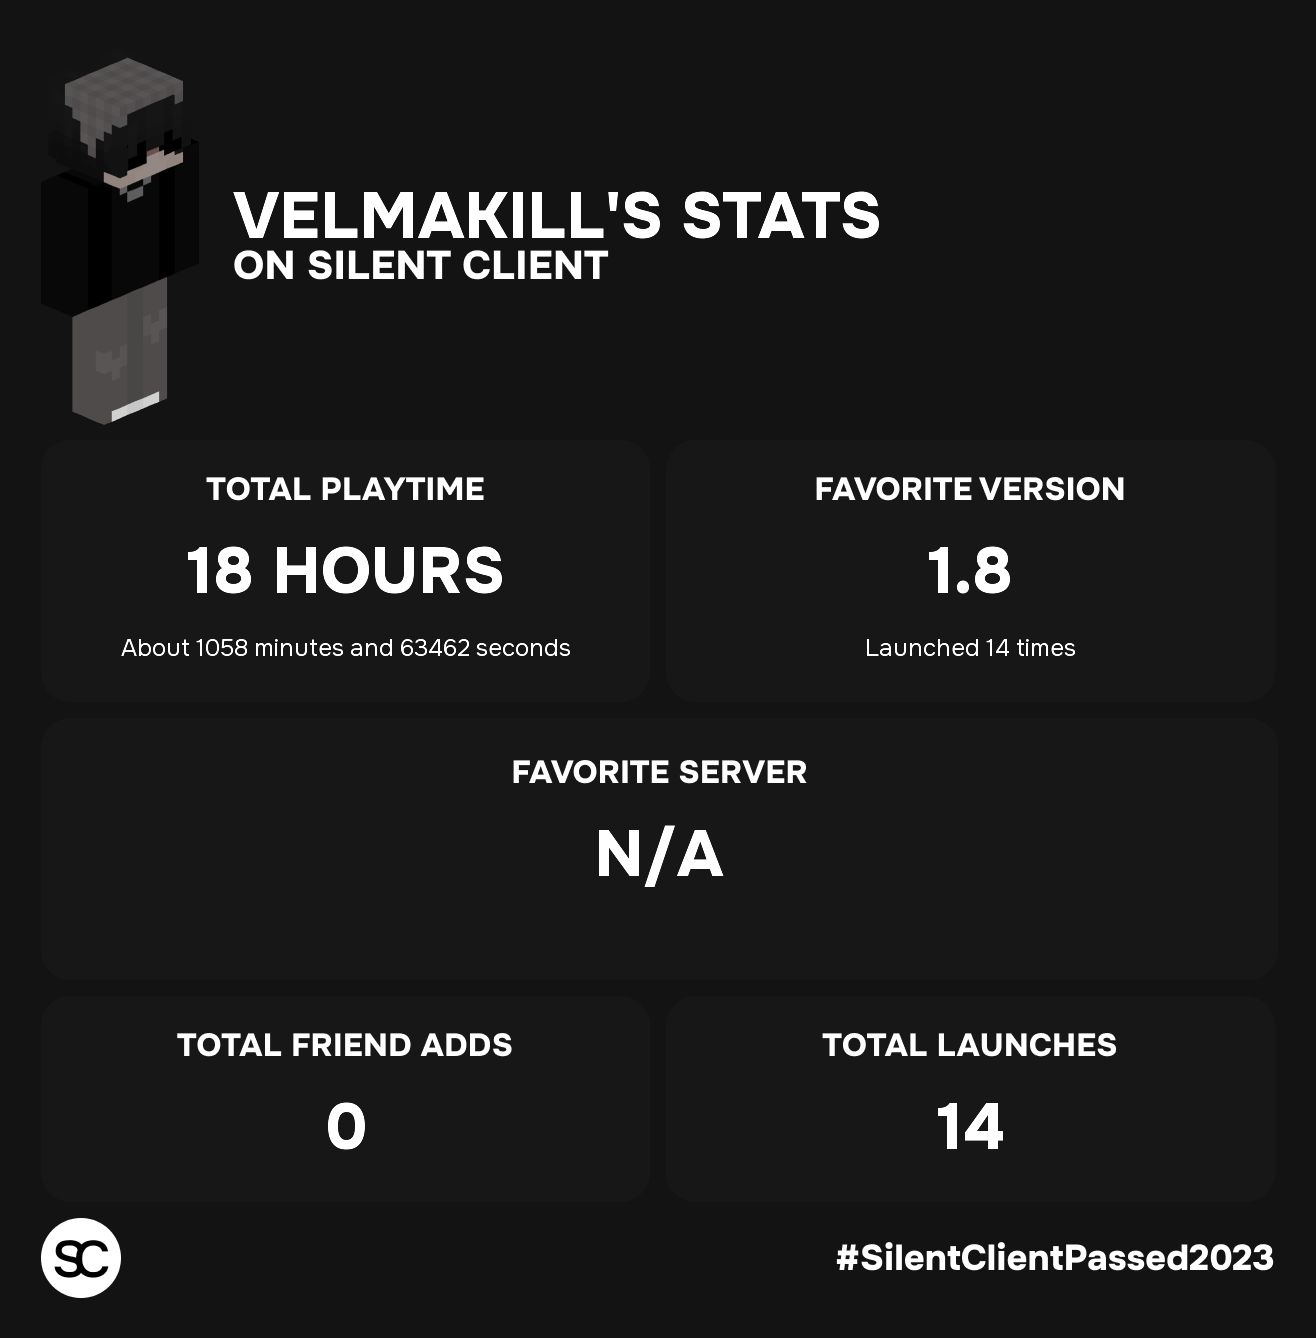 VELMAKILL'S STATS
ON SILENT CLIENT
TOTAL PLAYTIME
18 HOURS
About 1058 minutes and 63462 seconds
FAVORITE VERSION
1.8
Launched 14 times
FAVORITE SERVER
N/A
TOTAL FRIEND ADDS
0
TOTAL LAUNCHES
14
SC
#SilentClientPassed2023